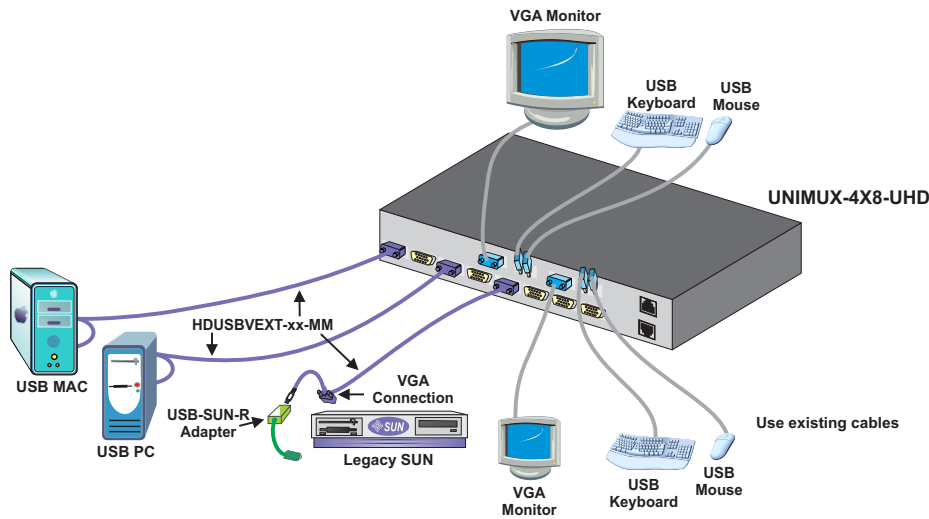 VGA Monitor
USB
Keyboard
USB
Mouse
UNIMUX-4X8-UHD
HDUSBVEXT-xx-MM
USB MAC
USB PC
USB-SUN-R
Adapter
VGA
Connection
SUN
Legacy SUN
Use existing cables
VGA
Monitor
USB
Keyboard
USB
Mouse